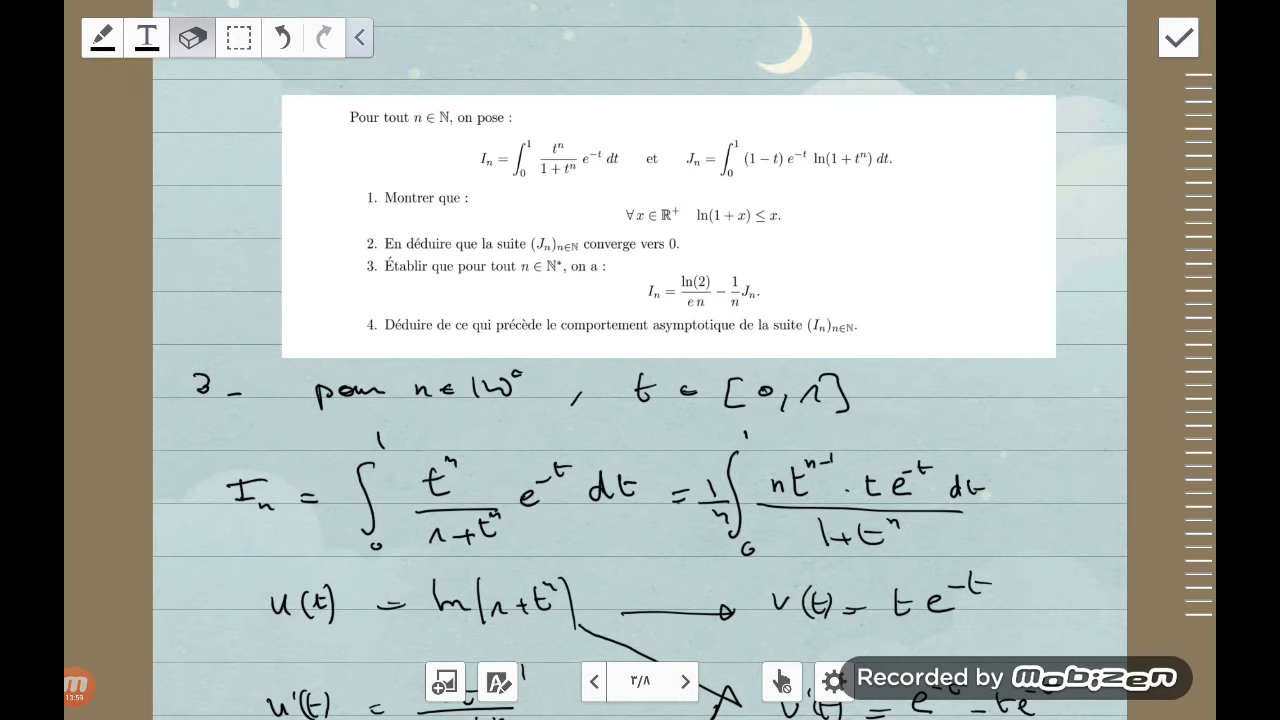 T
Pour tout n ∈ ℕ, on pose :
I_n = ∫_0^1 t^n/(1 + t^n) e^{-t} dt et J_n = ∫_0^1 (1 − t) e^{-t} ln(1 + t^n) dt.
1. Montrer que :
∀ x ∈ ℝ^+ ln(1 + x) ≤ x.
2. En déduire que la suite (J_n)_{n∈ℕ} converge vers 0.
3. Établir que pour tout n ∈ ℕ*, on a :
I_n = ln(2)/(e n) − 1/n J_n.
4. Déduire de ce qui précède le comportement asymptotique de la suite (I_n)_{n∈ℕ}.
3 - pour n ∈ ℕ* , t ∈ [0, 1]
I_n = ∫_0^1 t^n/(1 + t^n) e^{-t} dt = 1/n ∫_0^1 (n t^{n-1} · t e^{-t})/(1 + t^n) dt
u(t) = ln(1 + t^n) → v(t) = t e^{-t}
٣/٨
Recorded by mobizen
m
13:59
u'(t) = v'(t) = e^{-t} - t e^{-t}